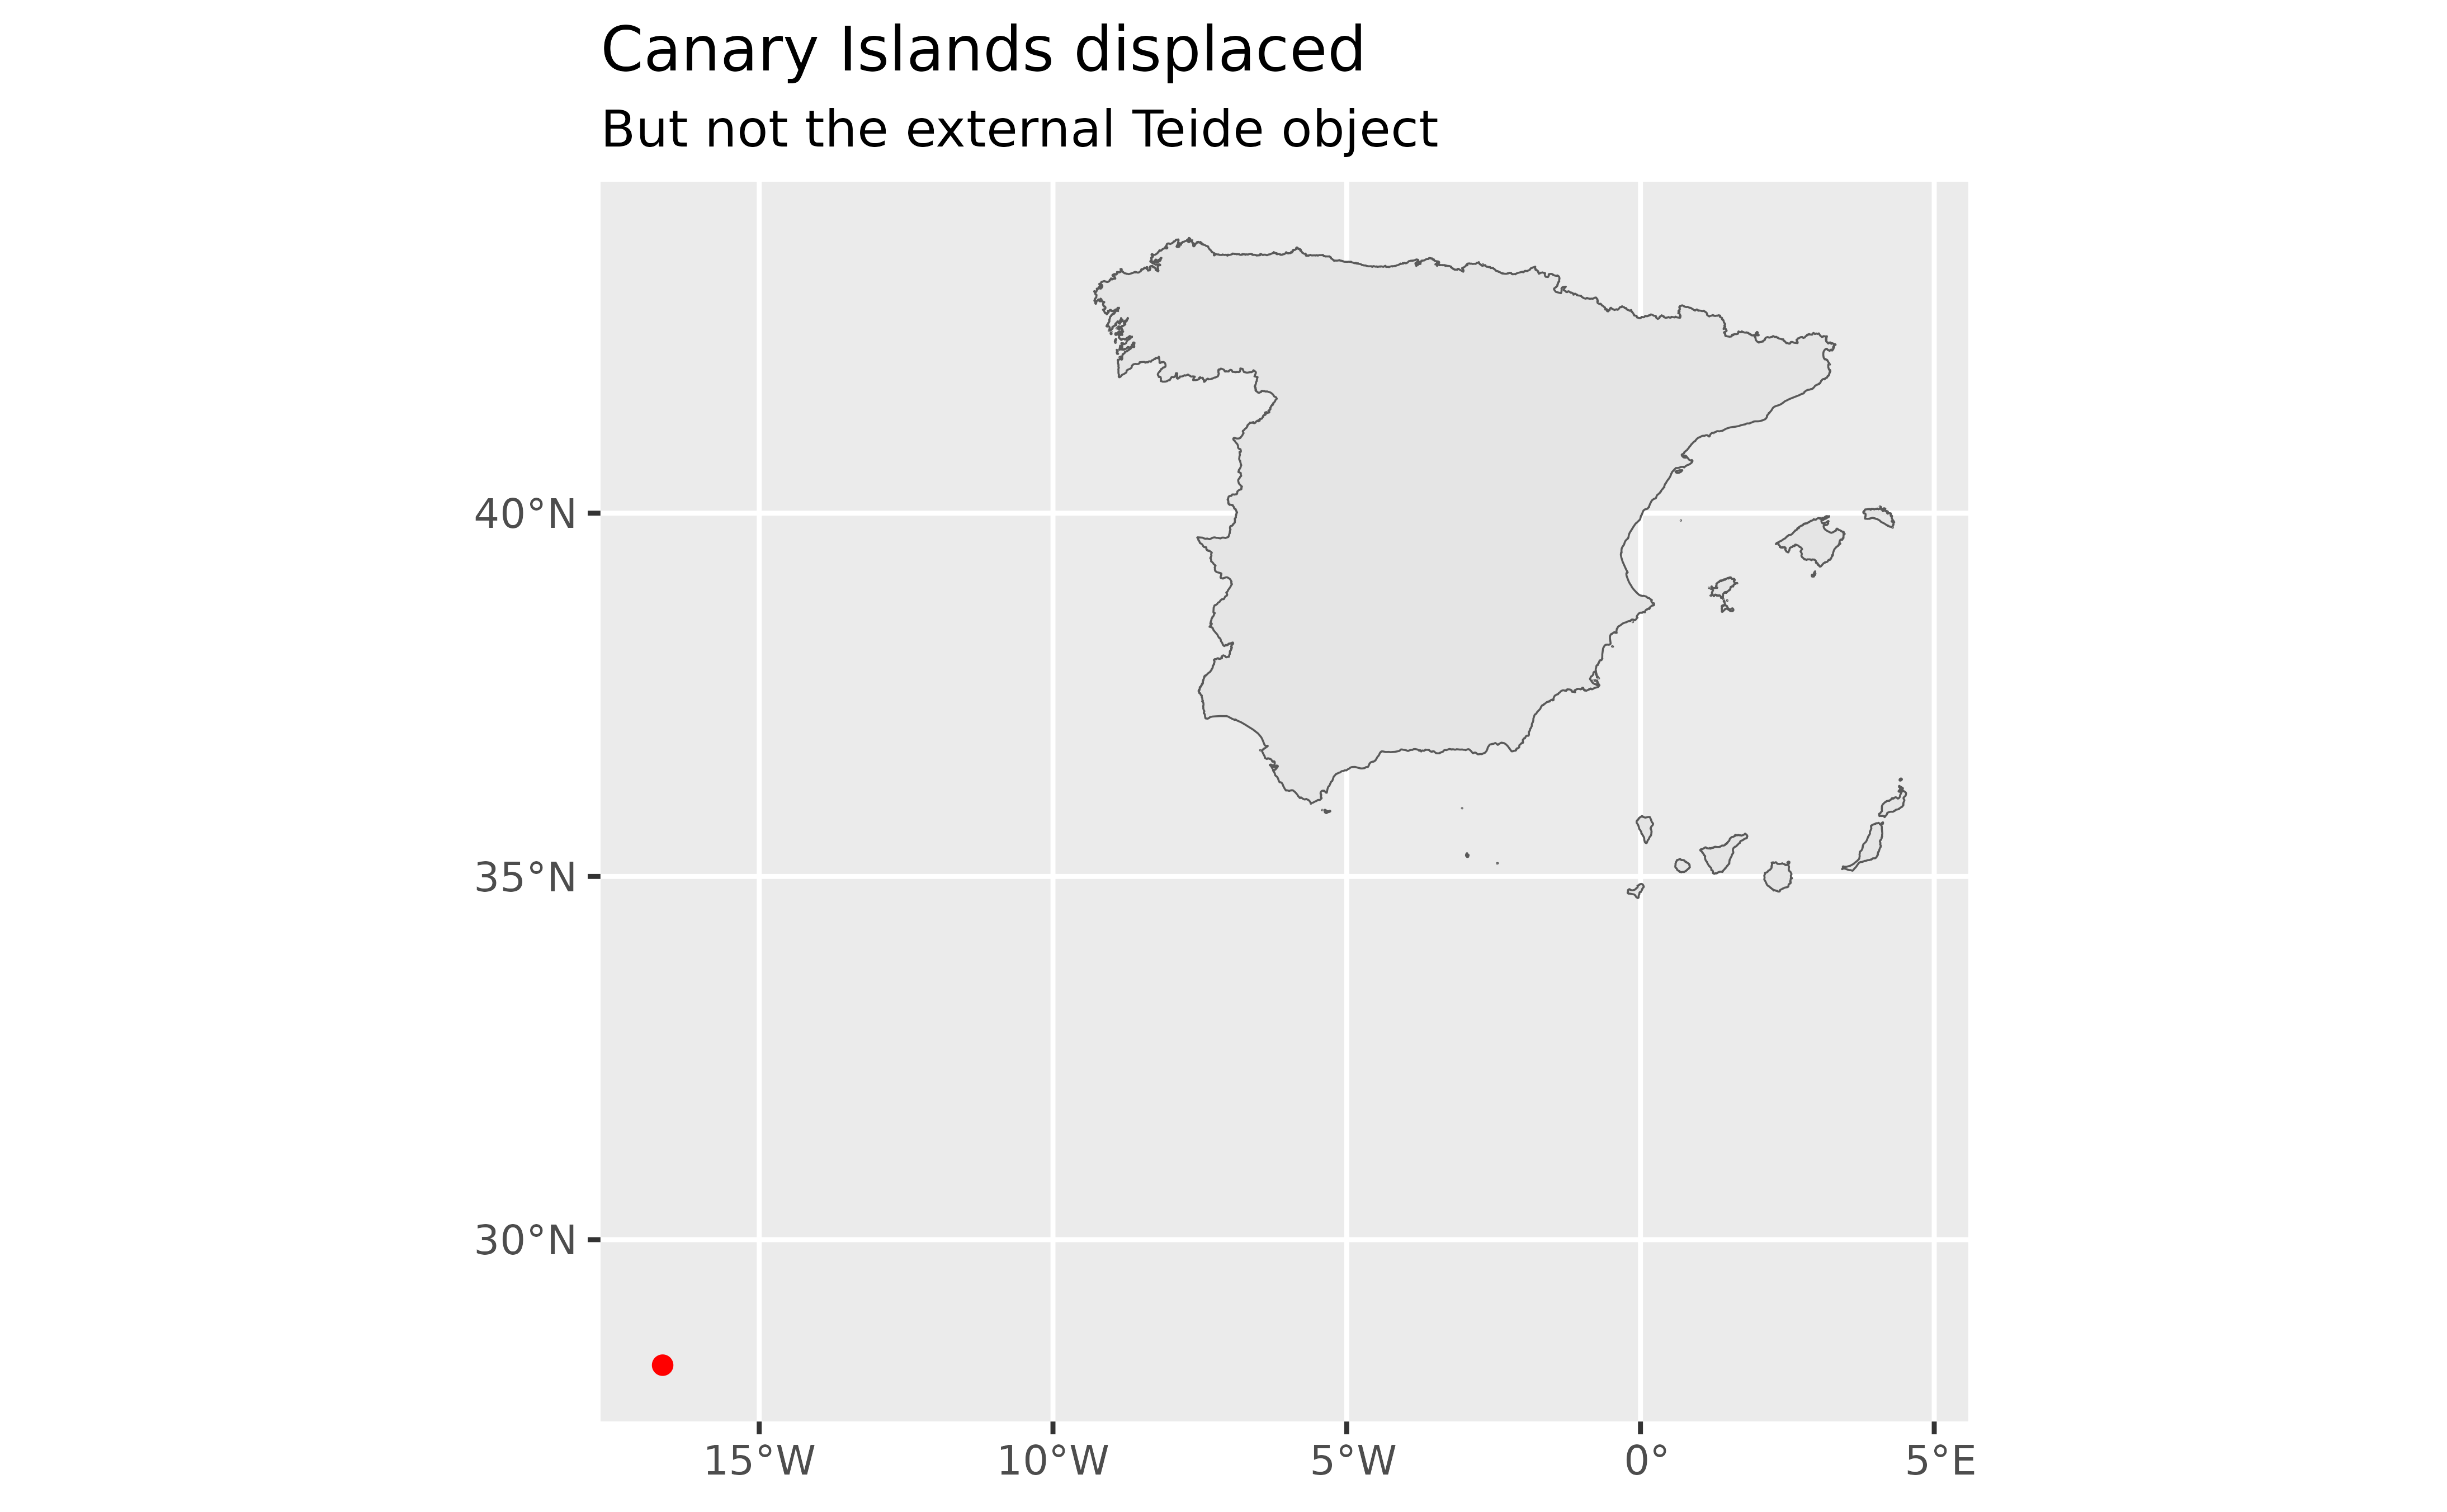 Canary Islands displaced
But not the external Teide object
40°N
35°N
30°N
15°W 10°W 5°W 0° 5°E